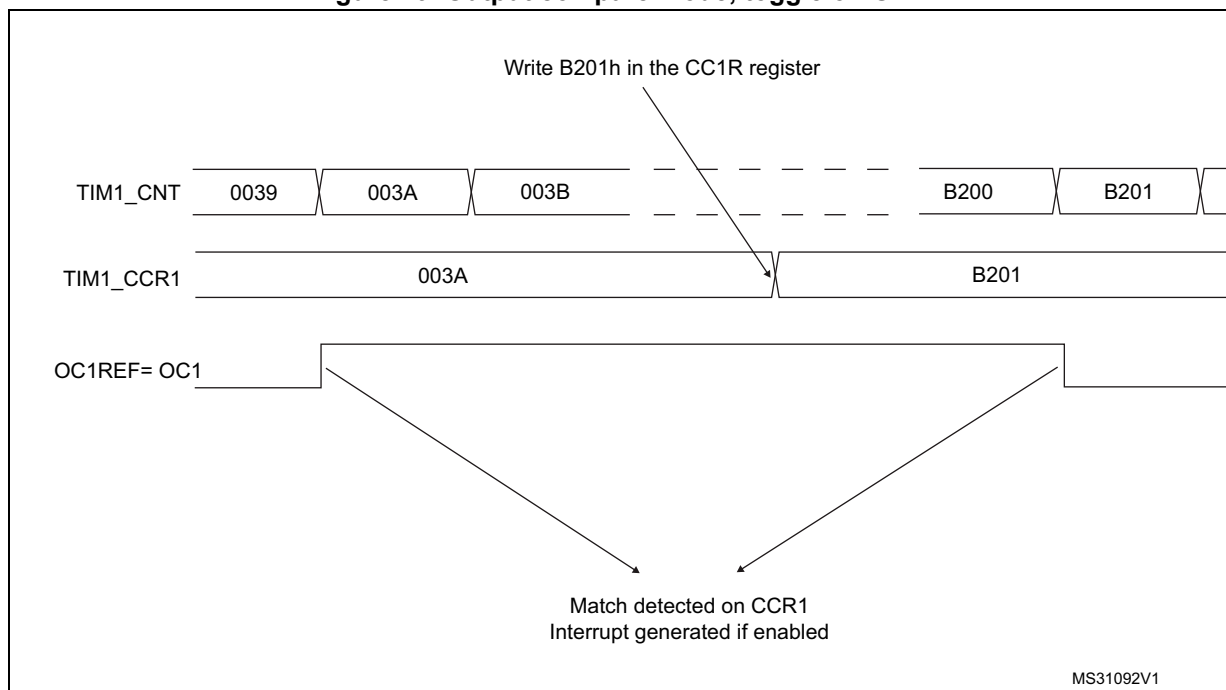 Write B201h in the CC1R register
TIM1_CNT 0039 003A 003B B200 B201
TIM1_CCR1 003A B201
OC1REF= OC1
Match detected on CCR1
Interrupt generated if enabled
MS31092V1